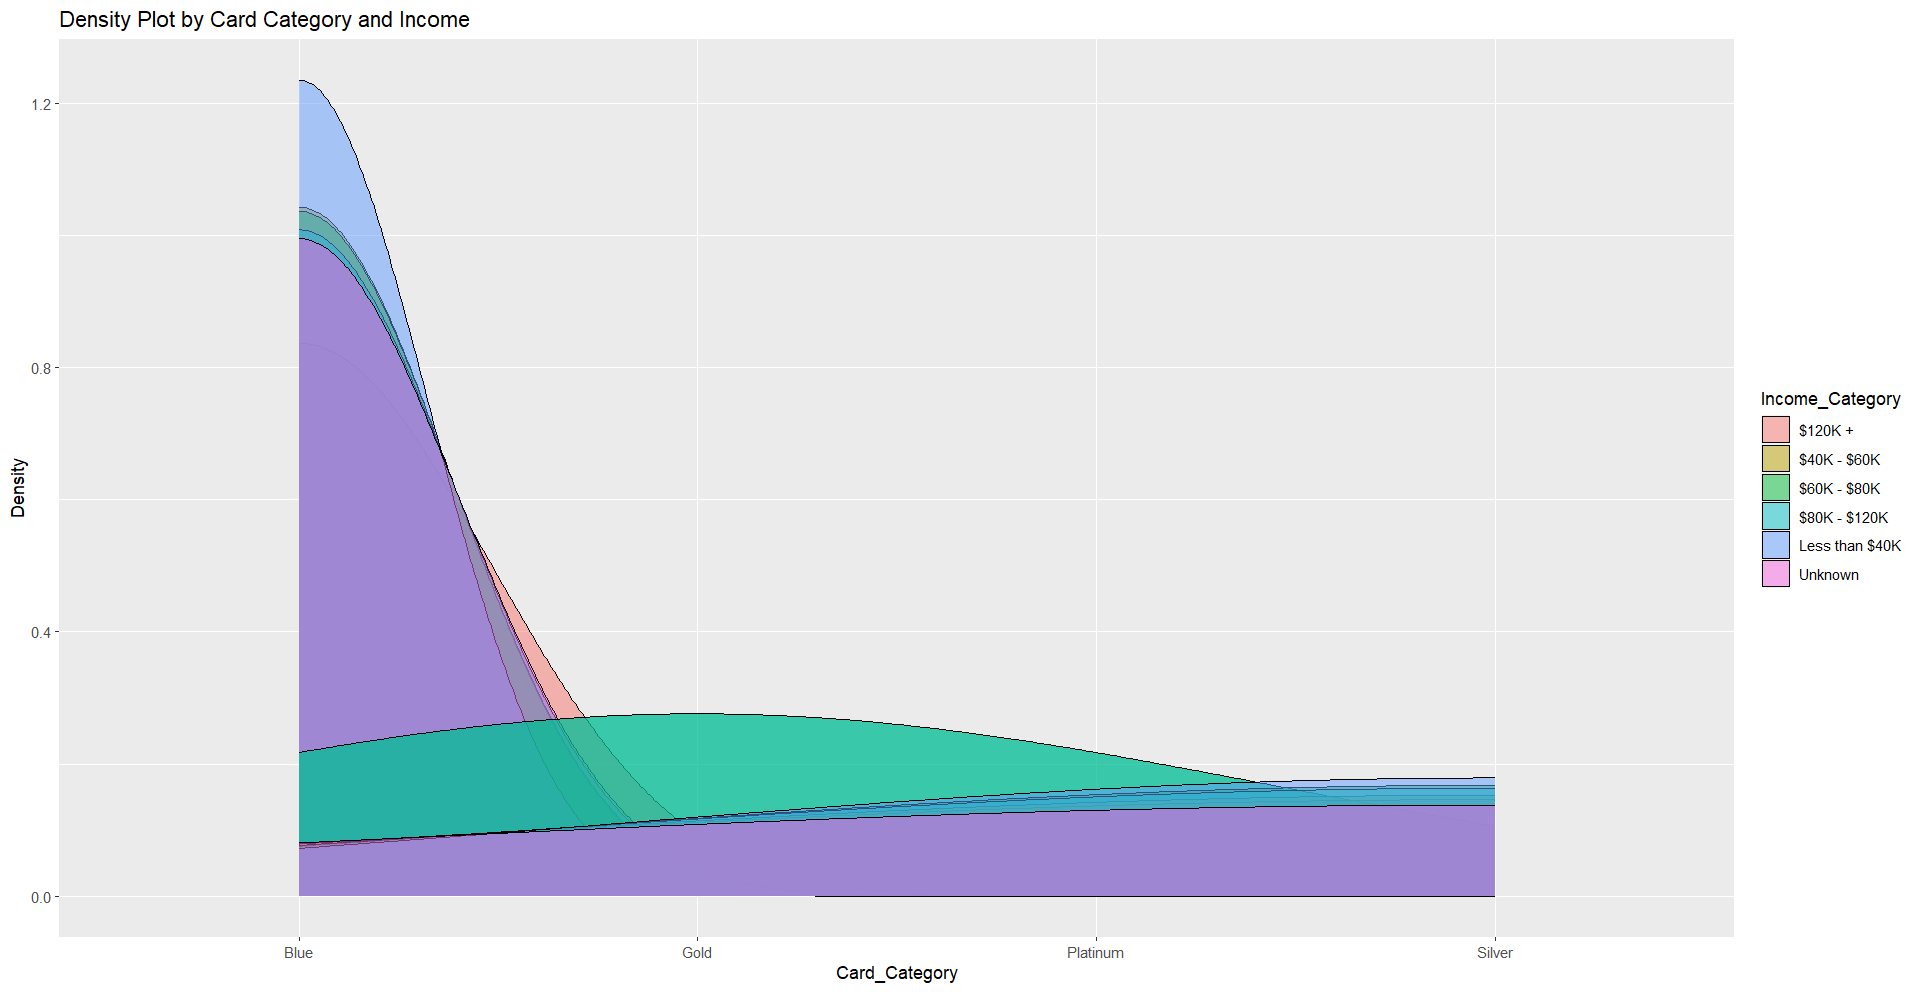 Density Plot by Card Category and Income
1.2
0.8
0.4
0.0
Density
Blue
Gold
Platinum
Silver
Card_Category
Income_Category
$120K +
$40K - $60K
$60K - $80K
$80K - $120K
Less than $40K
Unknown